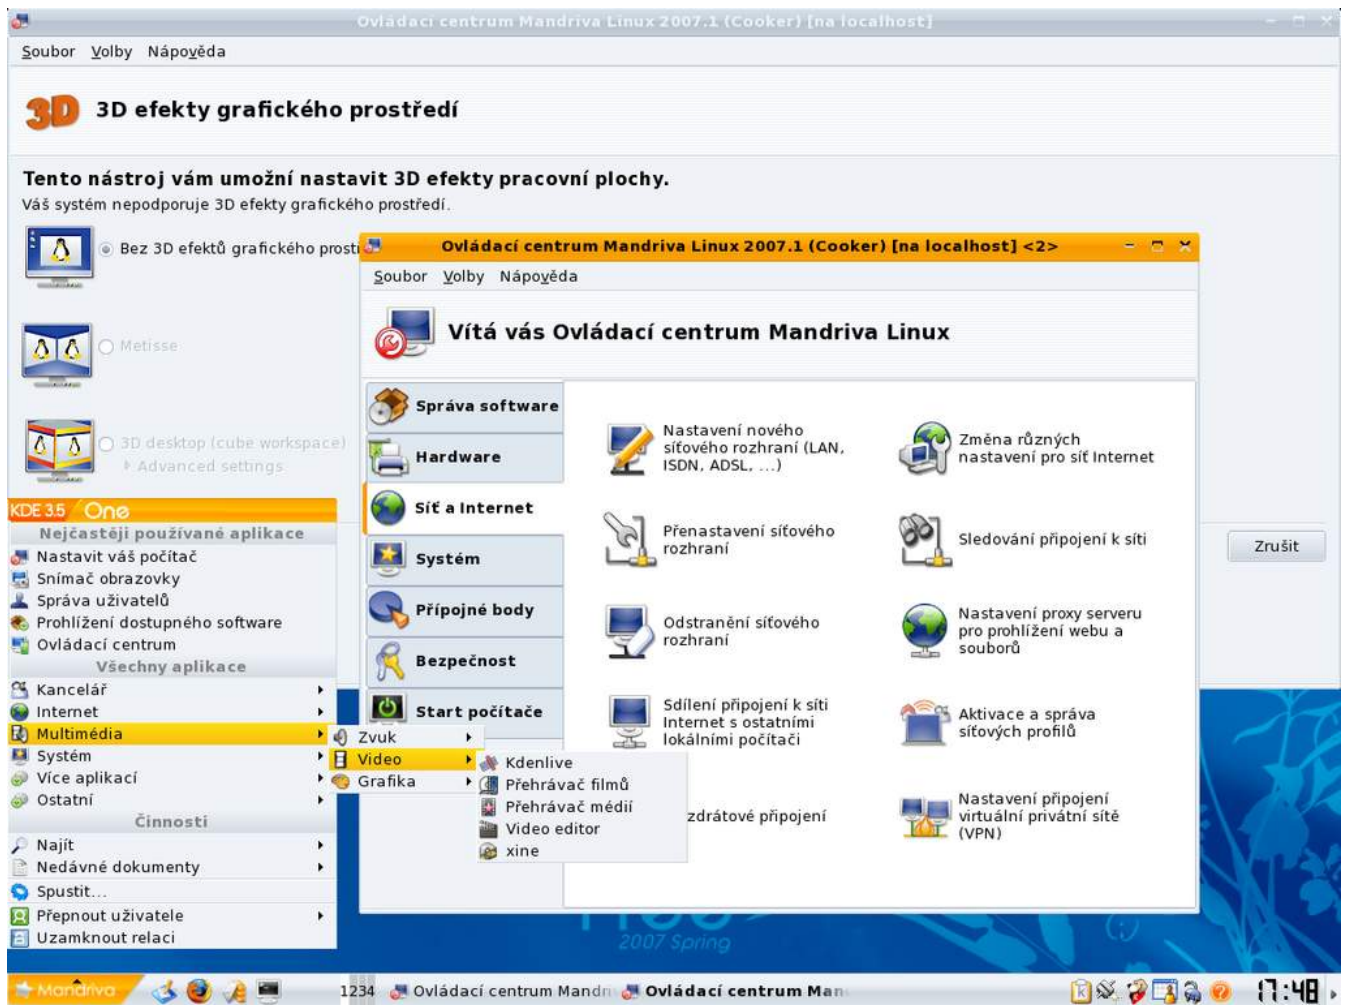 Ovládací centrum Mandriva Linux 2007.1 (Cooker) [na localhost]
Soubor Volby Nápověda
3D efekty grafického prostředí
Tento nástroj vám umožní nastavit 3D efekty pracovní plochy.
Váš systém nepodporuje 3D efekty grafického prostředí.
Bez 3D efektů grafického prostř
Metisse
3D desktop (cube workspace)
Advanced settings
Zrušit
Ovládací centrum Mandriva Linux 2007.1 (Cooker) [na localhost] <2>
Soubor Volby Nápověda
Vítá vás Ovládací centrum Mandriva Linux
Správa software
Hardware
Síť a Internet
Systém
Přípojné body
Bezpečnost
Start počítače
Nastavení nového
síťového rozhraní (LAN,
ISDN, ADSL, ...)
Změna různých
nastavení pro síť Internet
Přenastavení síťového
rozhraní
Sledování připojení k síti
Odstranění síťového
rozhraní
Nastavení proxy serveru
pro prohlížení webu a
souborů
Sdílení připojení k síti
Internet s ostatními
lokálními počítači
Aktivace a správa
síťových profilů
zdrátové připojení
Nastavení připojení
virtuální privátní sítě
(VPN)
KDE 3.5 One
Nejčastěji používané aplikace
Nastavit váš počítač
Snímač obrazovky
Správa uživatelů
Prohlížení dostupného software
Ovládací centrum
Všechny aplikace
Kancelář
Internet
Multimédia
Systém
Více aplikací
Ostatní
Činnosti
Najít
Nedávné dokumenty
Spustit...
Přepnout uživatele
Uzamknout relaci
Zvuk
Video
Grafika
Kdenlive
Přehrávač filmů
Přehrávač médií
Video editor
xine
2007 Spring
Mandriva
1234
Ovládací centrum Mandri
Ovládací centrum Man
17:48